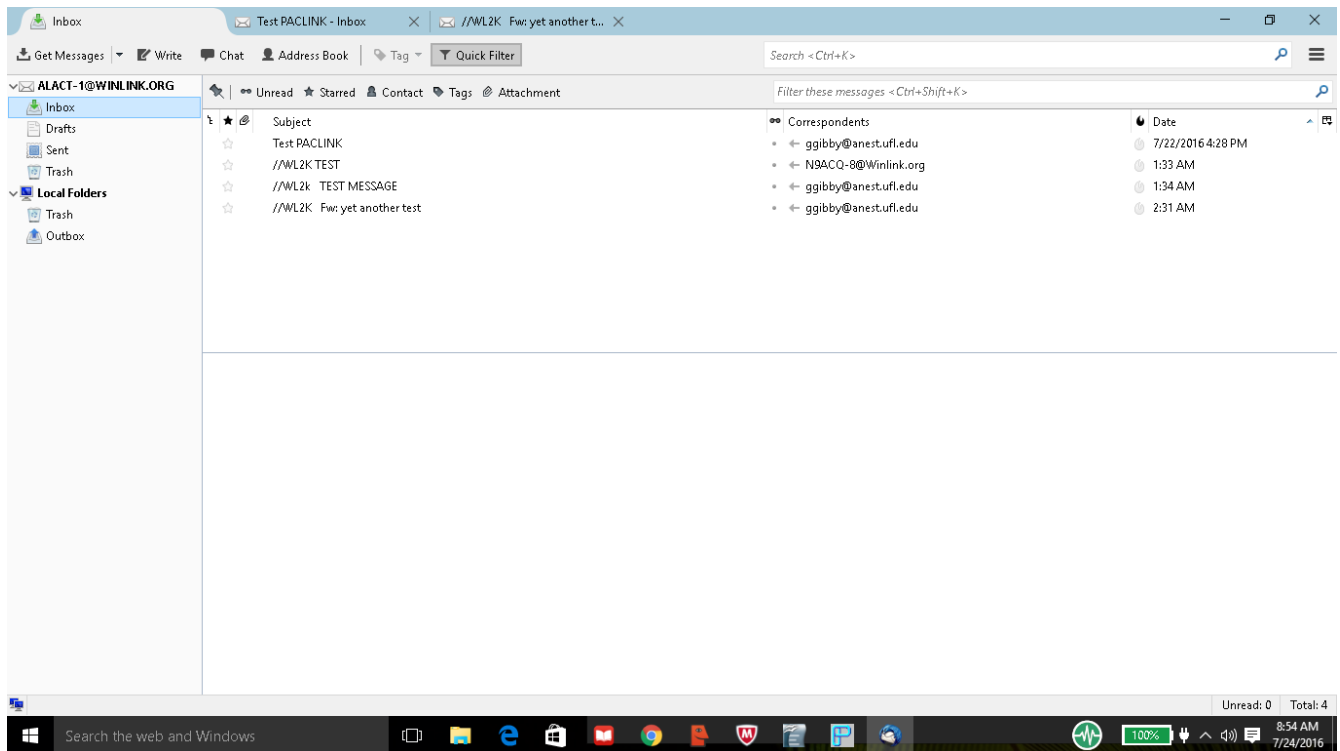 Inbox Test PACLINK - Inbox //WL2K Fw: yet another t...
Get Messages Write Chat Address Book Tag Quick Filter Search <Ctrl+K>
ALACT-1@WINLINK.ORG
Inbox
Drafts
Sent
Trash
Local Folders
Trash
Outbox
Unread Starred Contact Tags Attachment Filter these messages <Ctrl+Shift+K>
Subject Correspondents Date
Test PACLINK ggibby@anest.ufl.edu 7/22/2016 4:28 PM
//WL2K TEST N9ACQ-8@Winlink.org 1:33 AM
//WL2k TEST MESSAGE ggibby@anest.ufl.edu 1:34 AM
//WL2K Fw: yet another test ggibby@anest.ufl.edu 2:31 AM
Unread: 0 Total: 4
Search the web and Windows 100% 8:54 AM
7/24/2016